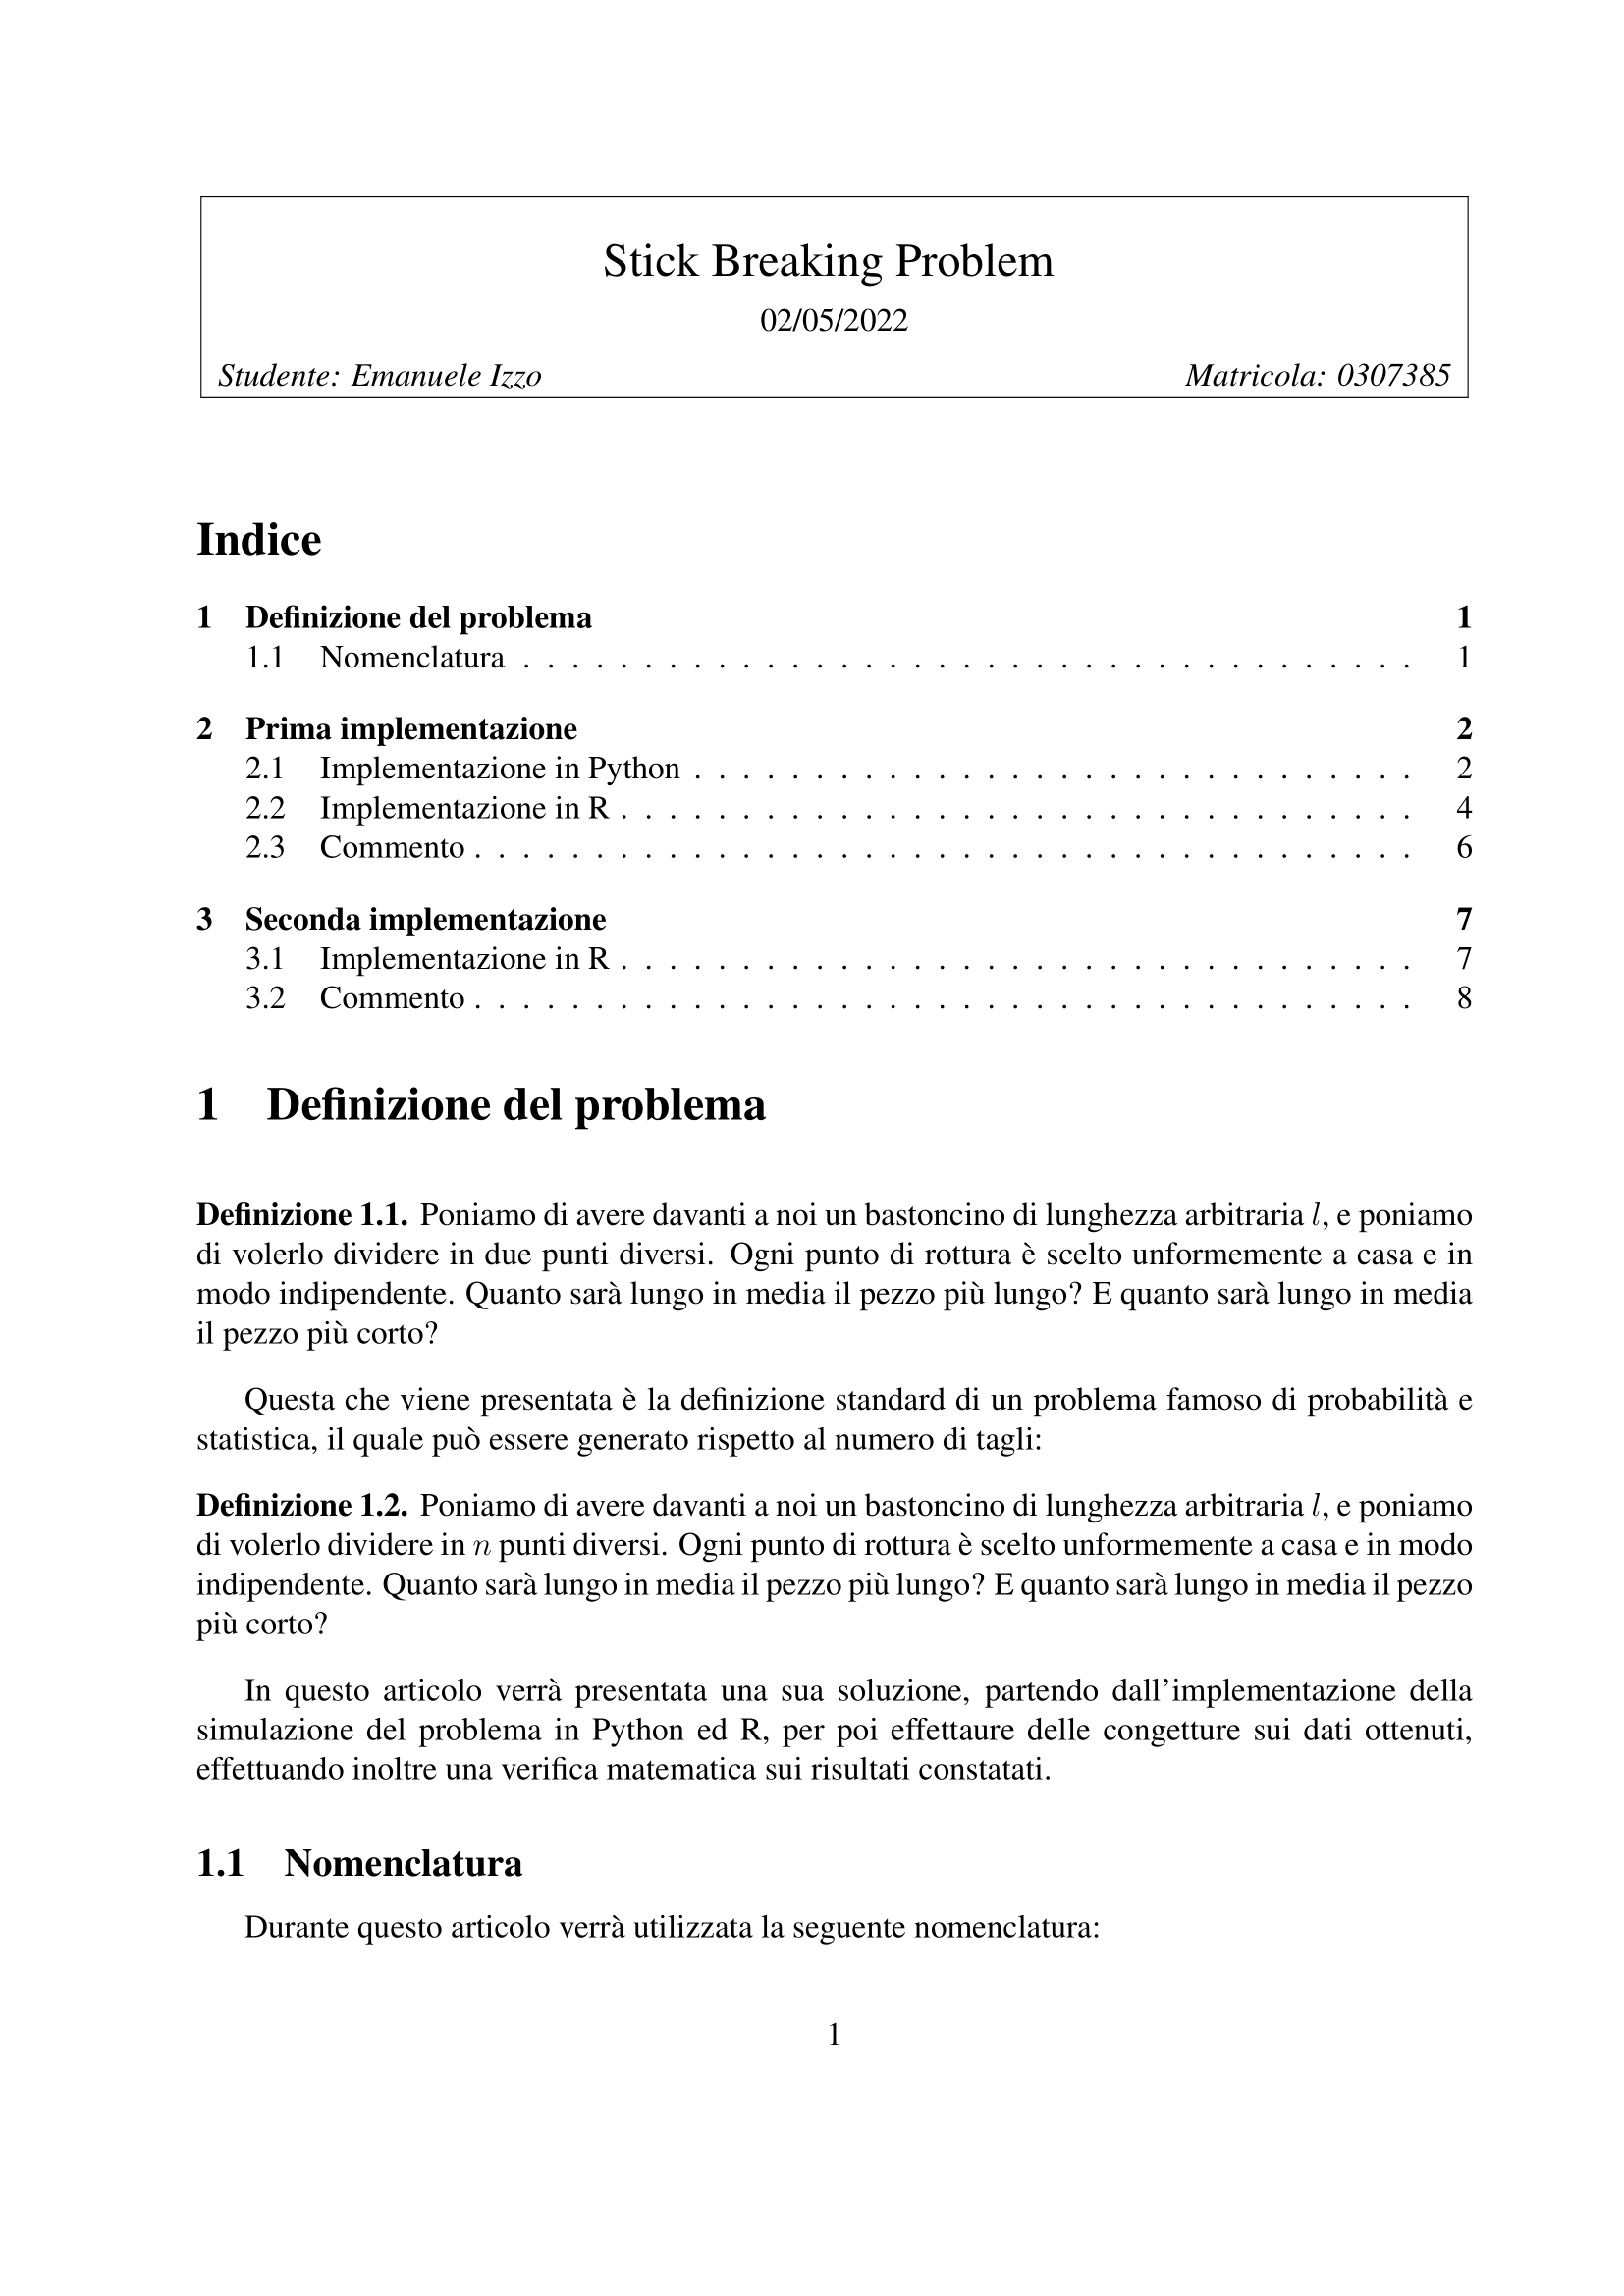 Stick Breaking Problem
02/05/2022
Studente: Emanuele Izzo Matricola: 0307385
Indice
1 Definizione del problema 1
1.1 Nomenclatura . . . . . . . . . . . . . . . . . . . . . . . . . . . . . . . . . . . . . 1
2 Prima implementazione 2
2.1 Implementazione in Python . . . . . . . . . . . . . . . . . . . . . . . . . . . . . . 2
2.2 Implementazione in R . . . . . . . . . . . . . . . . . . . . . . . . . . . . . . . . . 4
2.3 Commento . . . . . . . . . . . . . . . . . . . . . . . . . . . . . . . . . . . . . . . 6
3 Seconda implementazione 7
3.1 Implementazione in R . . . . . . . . . . . . . . . . . . . . . . . . . . . . . . . . . 7
3.2 Commento . . . . . . . . . . . . . . . . . . . . . . . . . . . . . . . . . . . . . . . 8
1 Definizione del problema
Definizione 1.1. Poniamo di avere davanti a noi un bastoncino di lunghezza arbitraria l, e poniamo
di volerlo dividere in due punti diversi. Ogni punto di rottura è scelto unformemente a casa e in
modo indipendente. Quanto sarà lungo in media il pezzo più lungo? E quanto sarà lungo in media
il pezzo più corto?
Questa che viene presentata è la definizione standard di un problema famoso di probabilità e
statistica, il quale può essere generato rispetto al numero di tagli:
Definizione 1.2. Poniamo di avere davanti a noi un bastoncino di lunghezza arbitraria l, e poniamo
di volerlo dividere in n punti diversi. Ogni punto di rottura è scelto unformemente a casa e in modo
indipendente. Quanto sarà lungo in media il pezzo più lungo? E quanto sarà lungo in media il pezzo
più corto?
In questo articolo verrà presentata una sua soluzione, partendo dall'implementazione della
simulazione del problema in Python ed R, per poi effettaure delle congetture sui dati ottenuti,
effettuando inoltre una verifica matematica sui risultati constatati.
1.1 Nomenclatura
Durante questo articolo verrà utilizzata la seguente nomenclatura:
1